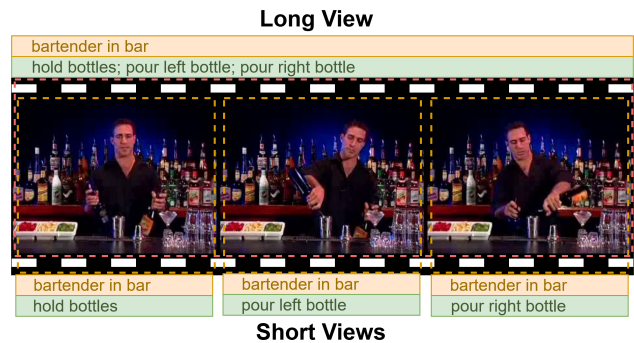 Long View
bartender in bar
hold bottles; pour left bottle; pour right bottle
bartender in bar
hold bottles
bartender in bar
pour left bottle
bartender in bar
pour right bottle
Short Views